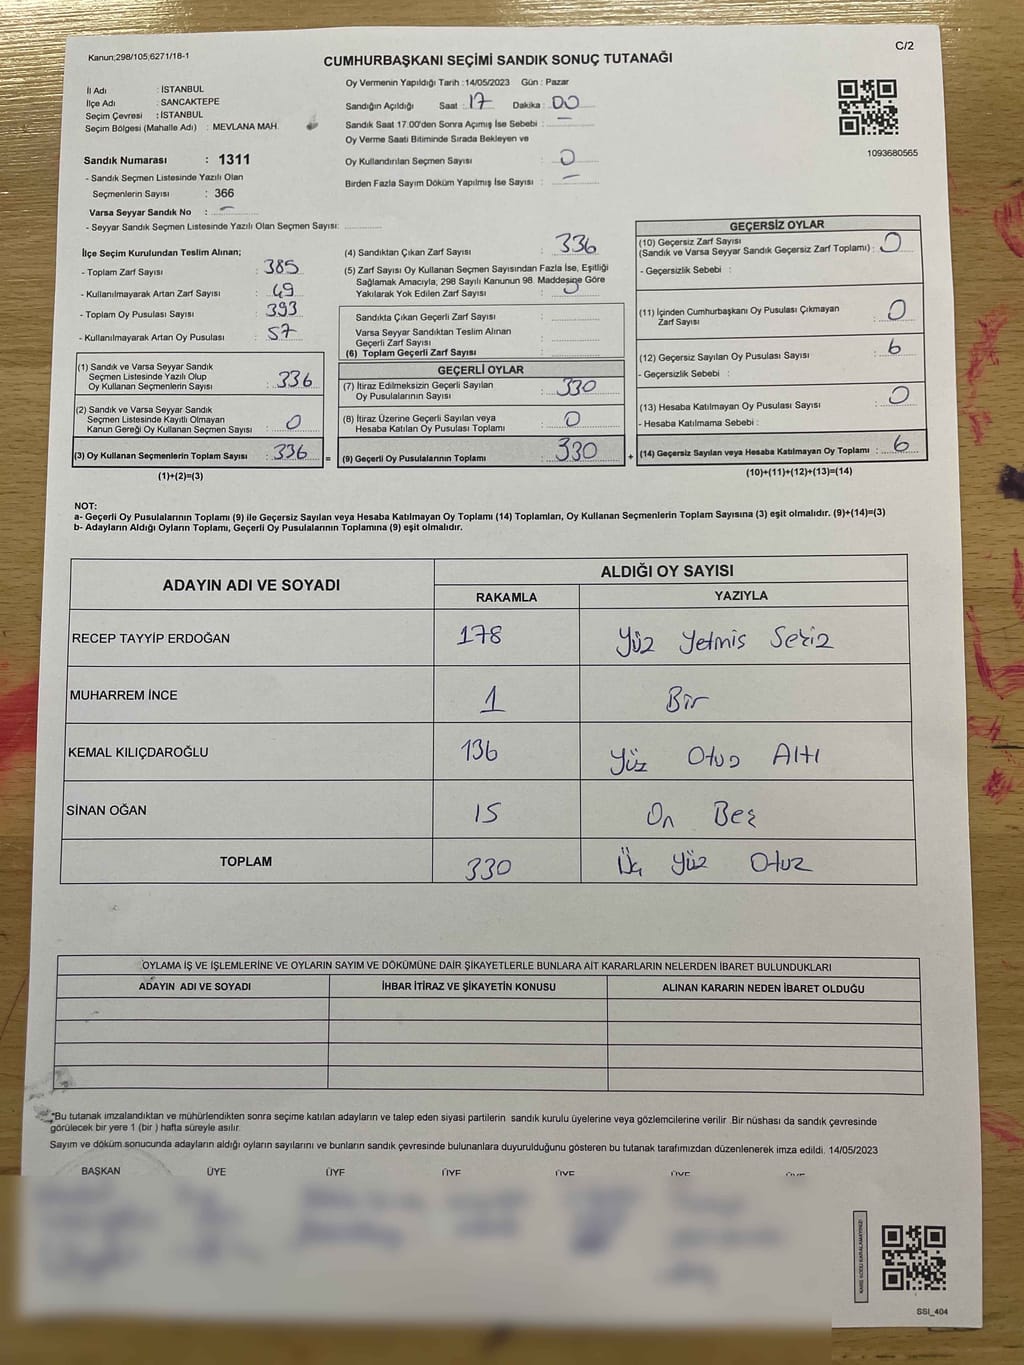 Kanun;298/105;6271/18-1
C/2
CUMHURBAŞKANI SEÇİMİ SANDIK SONUÇ TUTANAĞI
İl Adı : İSTANBUL
İlçe Adı : SANCAKTEPE
Seçim Çevresi : İSTANBUL
Seçim Bölgesi (Mahalle Adı) : MEVLANA MAH.
Sandık Numarası : 1311
- Sandık Seçmen Listesinde Yazılı Olan
Seçmenlerin Sayısı : 366
Varsa Seyyar Sandık No : –
- Seyyar Sandık Seçmen Listesinde Yazılı Olan Seçmen Sayısı: ............
Oy Vermenin Yapıldığı Tarih :14/05/2023 Gün : Pazar
Sandığın Açıldığı Saat : 17 Dakika : 00
Sandık Saat 17.00'den Sonra Açımış İse Sebebi : –
Oy Verme Saati Bitiminde Sırada Bekleyen ve
Oy Kullandırılan Seçmen Sayısı : 0
Birden Fazla Sayım Döküm Yapılmış İse Sayısı : –
1093680565
İlçe Seçim Kurulundan Teslim Alınan;
- Toplam Zarf Sayısı : 385
- Kullanılmayarak Artan Zarf Sayısı : 49
- Toplam Oy Pusulası Sayısı : 393
- Kullanılmayarak Artan Oy Pusulası : 57
(1) Sandık ve Varsa Seyyar Sandık
Seçmen Listesinde Yazılı Olup
Oy Kullanan Seçmenlerin Sayısı : 336
(2) Sandık ve Varsa Seyyar Sandık
Seçmen Listesinde Kayıtlı Olmayan
Kanun Gereği Oy Kullanan Seçmen Sayısı : 0
(3) Oy Kullanan Seçmenlerin Toplam Sayısı : 336
(1)+(2)=(3)
(4) Sandıktan Çıkan Zarf Sayısı : 336
(5) Zarf Sayısı Oy Kullanan Seçmen Sayısından Fazla İse, Eşitliği
Sağlamak Amacıyla, 298 Sayılı Kanunun 98. Maddesine Göre
Yakılarak Yok Edilen Zarf Sayısı : 0
Sandıkta Çıkan Geçerli Zarf Sayısı : ............
Varsa Seyyar Sandıktan Teslim Alınan
Geçerli Zarf Sayısı : ............
(6) Toplam Geçerli Zarf Sayısı : ............
GEÇERLİ OYLAR
(7) İtiraz Edilmeksizin Geçerli Sayılan
Oy Pusulalarının Sayısı : 330
(8) İtiraz Üzerine Geçerli Sayılan veya
Hesaba Katılan Oy Pusulası Toplamı : 0
= (9) Geçerli Oy Pusulalarının Toplamı : 330
GEÇERSİZ OYLAR
(10) Geçersiz Zarf Sayısı
(Sandık ve Varsa Seyyar Sandık Geçersiz Zarf Toplamı) : 0
- Geçersizlik Sebebi :
(11) İçinden Cumhurbaşkanı Oy Pusulası Çıkmayan
Zarf Sayısı : 0
(12) Geçersiz Sayılan Oy Pusulası Sayısı : 6
- Geçersizlik Sebebi :
(13) Hesaba Katılmayan Oy Pusulası Sayısı : 0
- Hesaba Katılmama Sebebi :
+ (14) Geçersiz Sayılan veya Hesaba Katılmayan Oy Toplamı : 6
(10)+(11)+(12)+(13)=(14)
NOT:
a- Geçerli Oy Pusulalarının Toplamı (9) ile Geçersiz Sayılan veya Hesaba Katılmayan Oy Toplamı (14) Toplamları, Oy Kullanan Seçmenlerin Toplam Sayısına (3) eşit olmalıdır. (9)+(14)=(3)
b- Adayların Aldığı Oyların Toplamı, Geçerli Oy Pusulalarının Toplamına (9) eşit olmalıdır.
ADAYIN ADI VE SOYADI
ALDIĞI OY SAYISI
RAKAMLA YAZIYLA
RECEP TAYYİP ERDOĞAN 178 Yüz Yetmis Sekiz
MUHARREM İNCE 1 Bir
KEMAL KILIÇDAROĞLU 136 Yüz Otuz Altı
SİNAN OĞAN 15 On Beş
TOPLAM 330 Üç Yüz Otuz
OYLAMA İŞ VE İŞLEMLERİNE VE OYLARIN SAYIM VE DÖKÜMÜNE DAİR ŞİKAYETLERLE BUNLARA AİT KARARLARIN NELERDEN İBARET BULUNDUKLARI
ADAYIN ADI VE SOYADI İHBAR İTİRAZ VE ŞİKAYETİN KONUSU ALINAN KARARIN NEDEN İBARET OLDUĞU
*Bu tutanak imzalandıktan ve mühürlendikten sonra seçime katılan adayların ve talep eden siyasi partilerin sandık kurulu üyelerine veya gözlemcilerine verilir. Bir nüshası da sandık çevresinde
görülecek bir yere 1 (bir ) hafta süreyle asılır.
Sayım ve döküm sonucunda adayların aldığı oyların sayılarını ve bunların sandık çevresinde bulunanlara duyurulduğunu gösteren bu tutanak tarafımızdan düzenlenerek imza edildi. 14/05/2023
BAŞKAN ÜYE ÜYE ÜYE ÜYE ÜYE ÜYE
KARE KODU KARALAMAYINIZ!
SSI_404